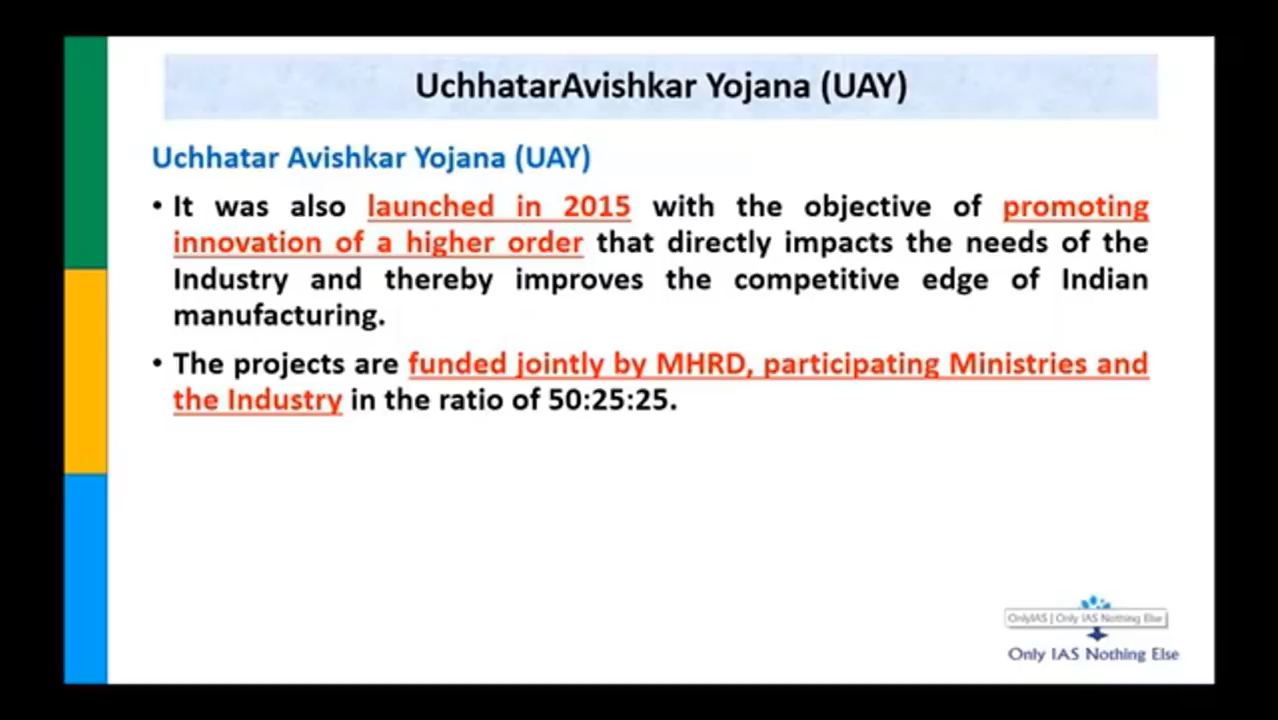 UchhatarAvishkar Yojana (UAY)
Uchhatar Avishkar Yojana (UAY)
• It was also launched in 2015 with the objective of promoting
innovation of a higher order that directly impacts the needs of the
Industry and thereby improves the competitive edge of Indian
manufacturing.
• The projects are funded jointly by MHRD, participating Ministries and
the Industry in the ratio of 50:25:25.
OnlyIAS | Only IAS Nothing Else
Only IAS Nothing Else